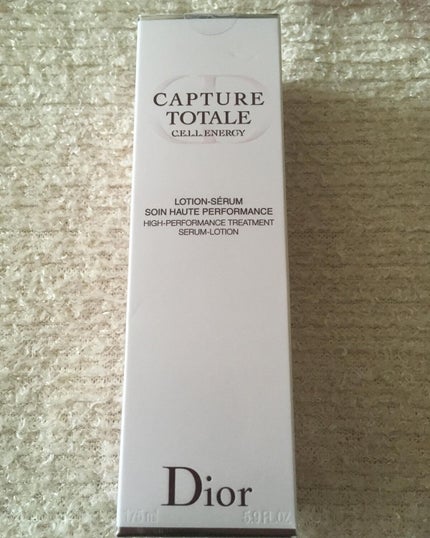 CAPTURE
TOTALE
C.E.L.L. ENERGY
LOTION-SÉRUM
SOIN HAUTE PERFORMANCE
HIGH-PERFORMANCE TREATMENT
SERUM-LOTION
Dior
175 ml 5.9 FL.OZ